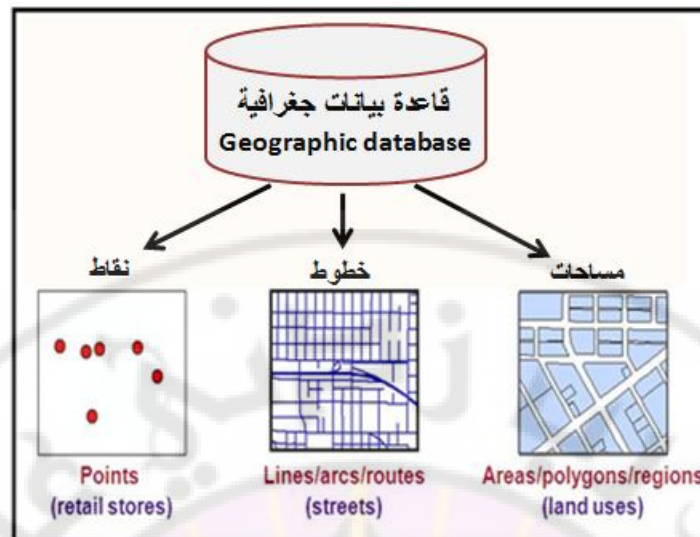 قاعدة بيانات جغرافية
Geographic database
نقاط
خطوط
مساحات
Points
(retail stores)
Lines/arcs/routes
(streets)
Areas/polygons/regions
(land uses)